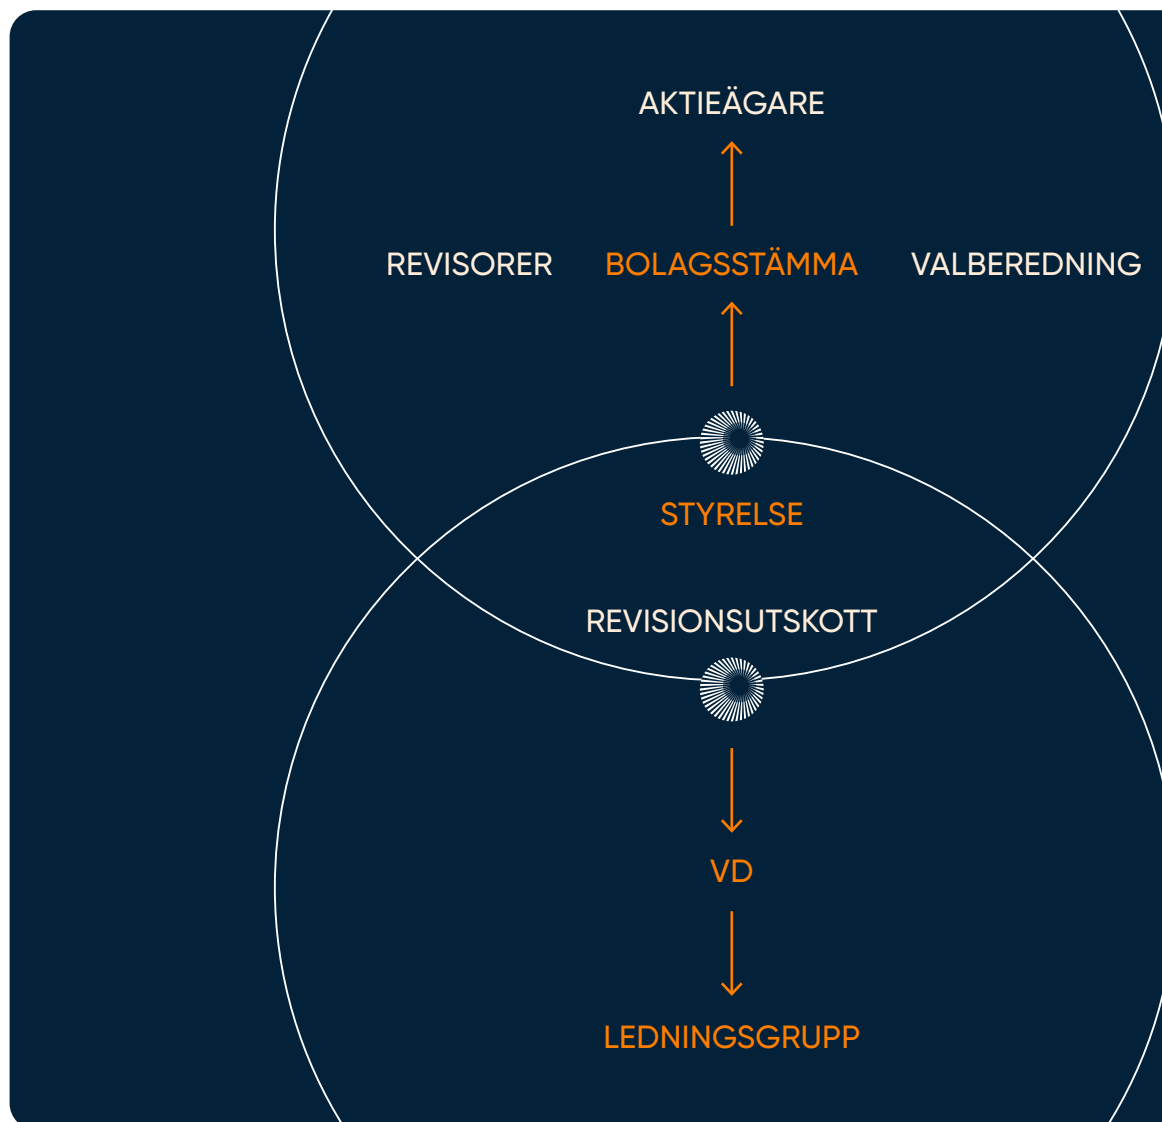 AKTIEÄGARE
REVISORER BOLAGSSTÄMMA VALBEREDNING
STYRELSE
REVISIONSUTSKOTT
VD
LEDNINGSGRUPP